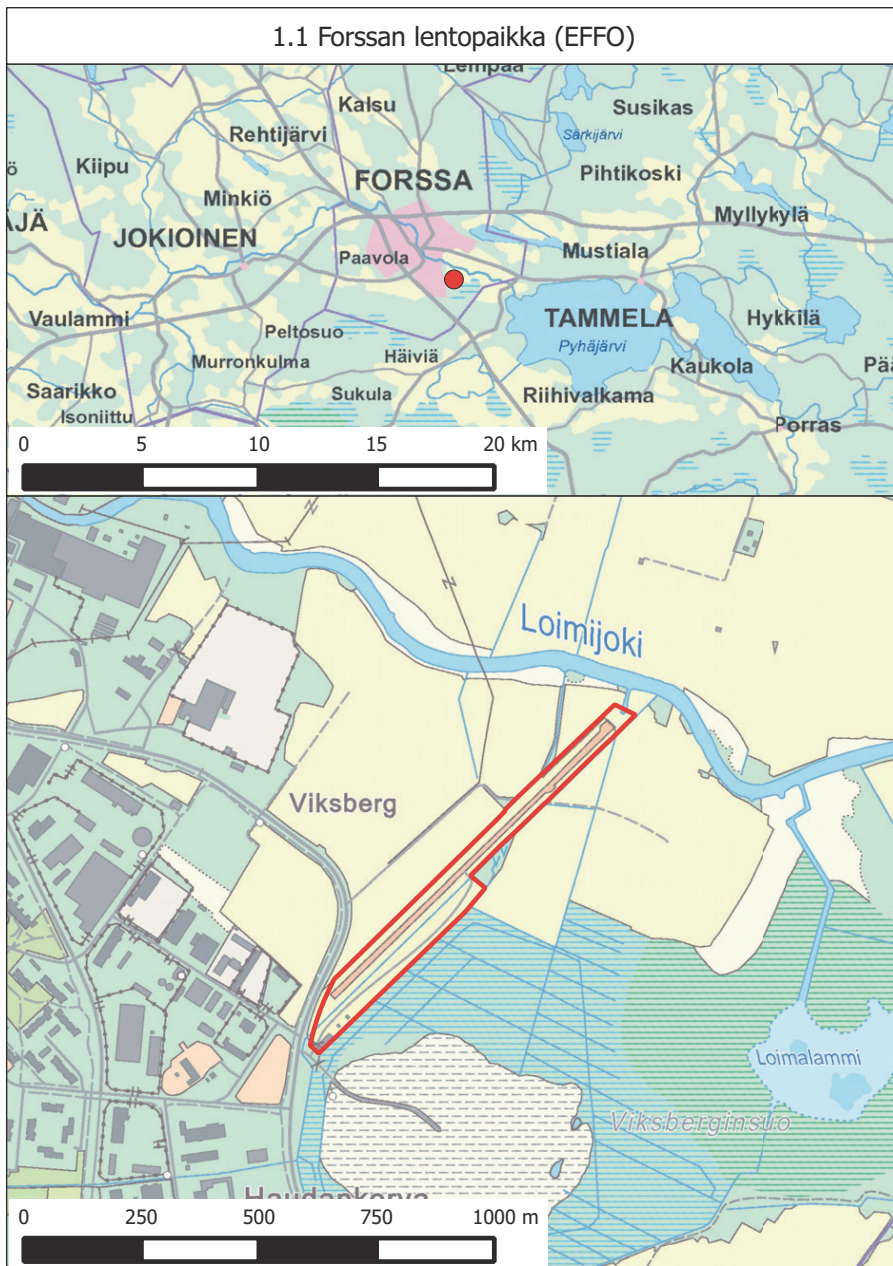 1.1 Forssan lentopaikka (EFFO)
Kalsu
Susikas
Rehtijärvi
Särkijärvi
Kiipu
Pihtikoski
Minkiö
FORSSA
Myllykylä
JOKIOINEN
Paavola
Mustiala
Vaulammi
TAMMELA
Hykkilä
Peltosuo
Pyhäjärvi
Murronkulma
Häiviä
Kaukola
Pää
Saarikko
Sukula
Riihivalkama
Isoniittu
Porras
0 5 10 15 20 km
Loimijoki
Viksberg
Loimalammi
Viksberginsuo
0 250 500 750 1000 m